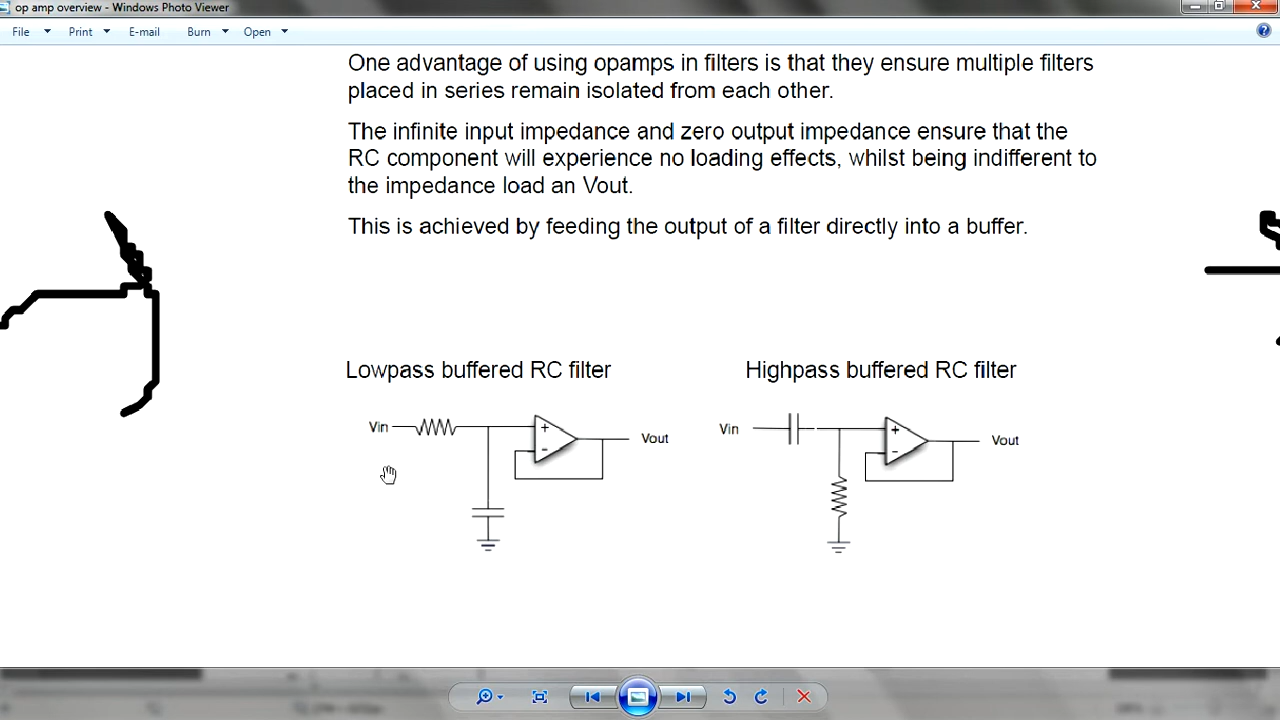 op amp overview - Windows Photo Viewer
File Print E-mail Burn Open
One advantage of using opamps in filters is that they ensure multiple filters
placed in series remain isolated from each other.
The infinite input impedance and zero output impedance ensure that the
RC component will experience no loading effects, whilst being indifferent to
the impedance load an Vout.
This is achieved by feeding the output of a filter directly into a buffer.
Lowpass buffered RC filter Highpass buffered RC filter
Vin + - Vout Vin + - Vout